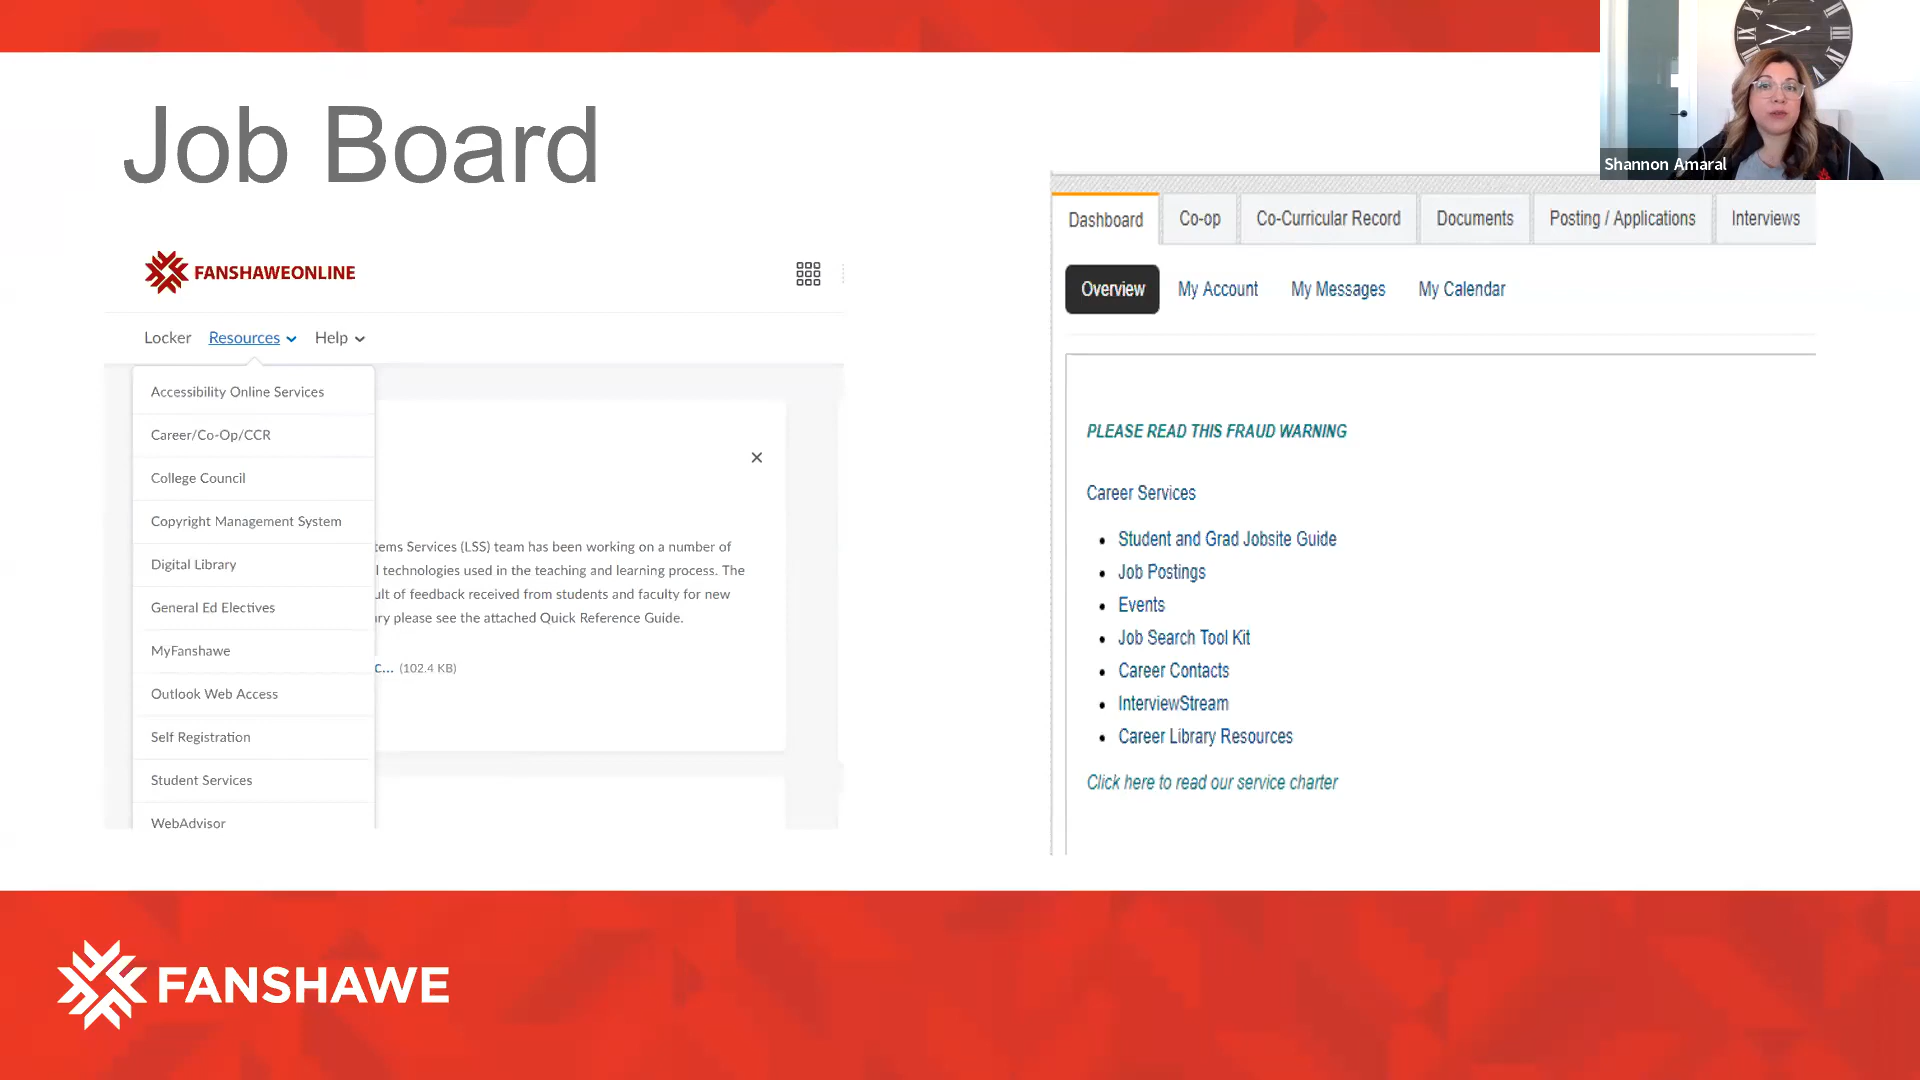 Job Board
Shannon Amaral
FANSHAWEONLINE
Locker Resources Help
Accessibility Online Services
Career/Co-Op/CCR
College Council
Copyright Management System
Digital Library
General Ed Electives
MyFanshawe
Outlook Web Access
Self Registration
Student Services
WebAdvisor
tems Services (LSS) team has been working on a number of
l technologies used in the teaching and learning process. The
ult of feedback received from students and faculty for new
ry please see the attached Quick Reference Guide.
c... (102.4 KB)
Dashboard Co-op Co-Curricular Record Documents Posting / Applications Interviews
Overview My Account My Messages My Calendar
PLEASE READ THIS FRAUD WARNING
Career Services
Student and Grad Jobsite Guide
Job Postings
Events
Job Search Tool Kit
Career Contacts
InterviewStream
Career Library Resources
Click here to read our service charter
FANSHAWE